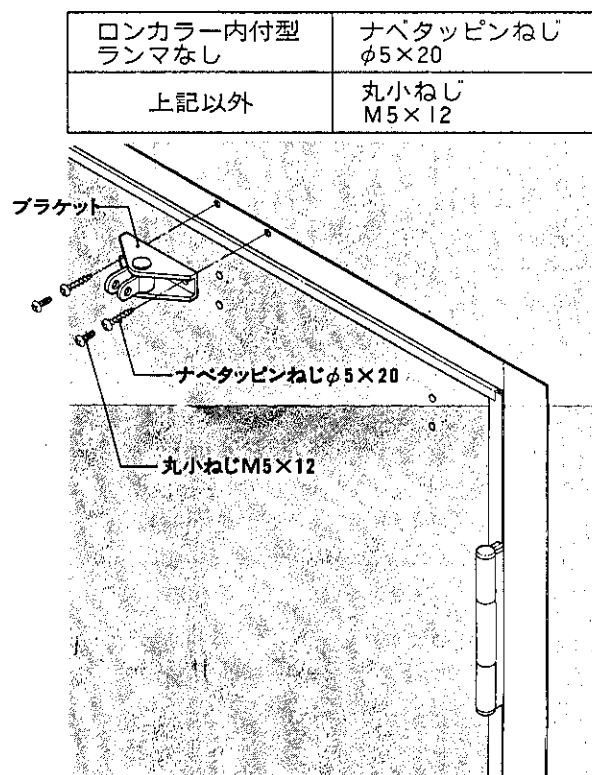 ロンカラー内付型
ランマなし
ナベタッピンねじ
φ5×20
上記以外
丸小ねじ
M5×12
ブラケット
ナベタッピンねじφ5×20
丸小ねじM5×12